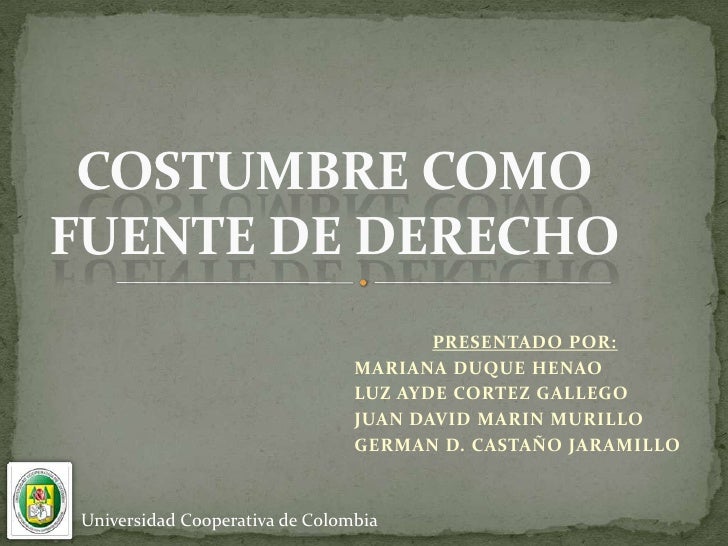 COSTUMBRE COMO
FUENTE DE DERECHO
PRESENTADO POR:
MARIANA DUQUE HENAO
LUZ AYDE CORTEZ GALLEGO
JUAN DAVID MARIN MURILLO
GERMAN D. CASTAÑO JARAMILLO
Universidad Cooperativa de Colombia